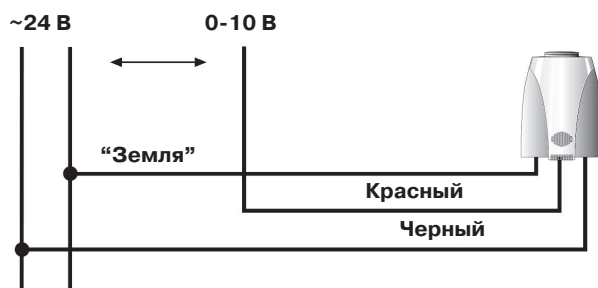 ~24 В
0-10 В
“Земля”
Красный
Черный